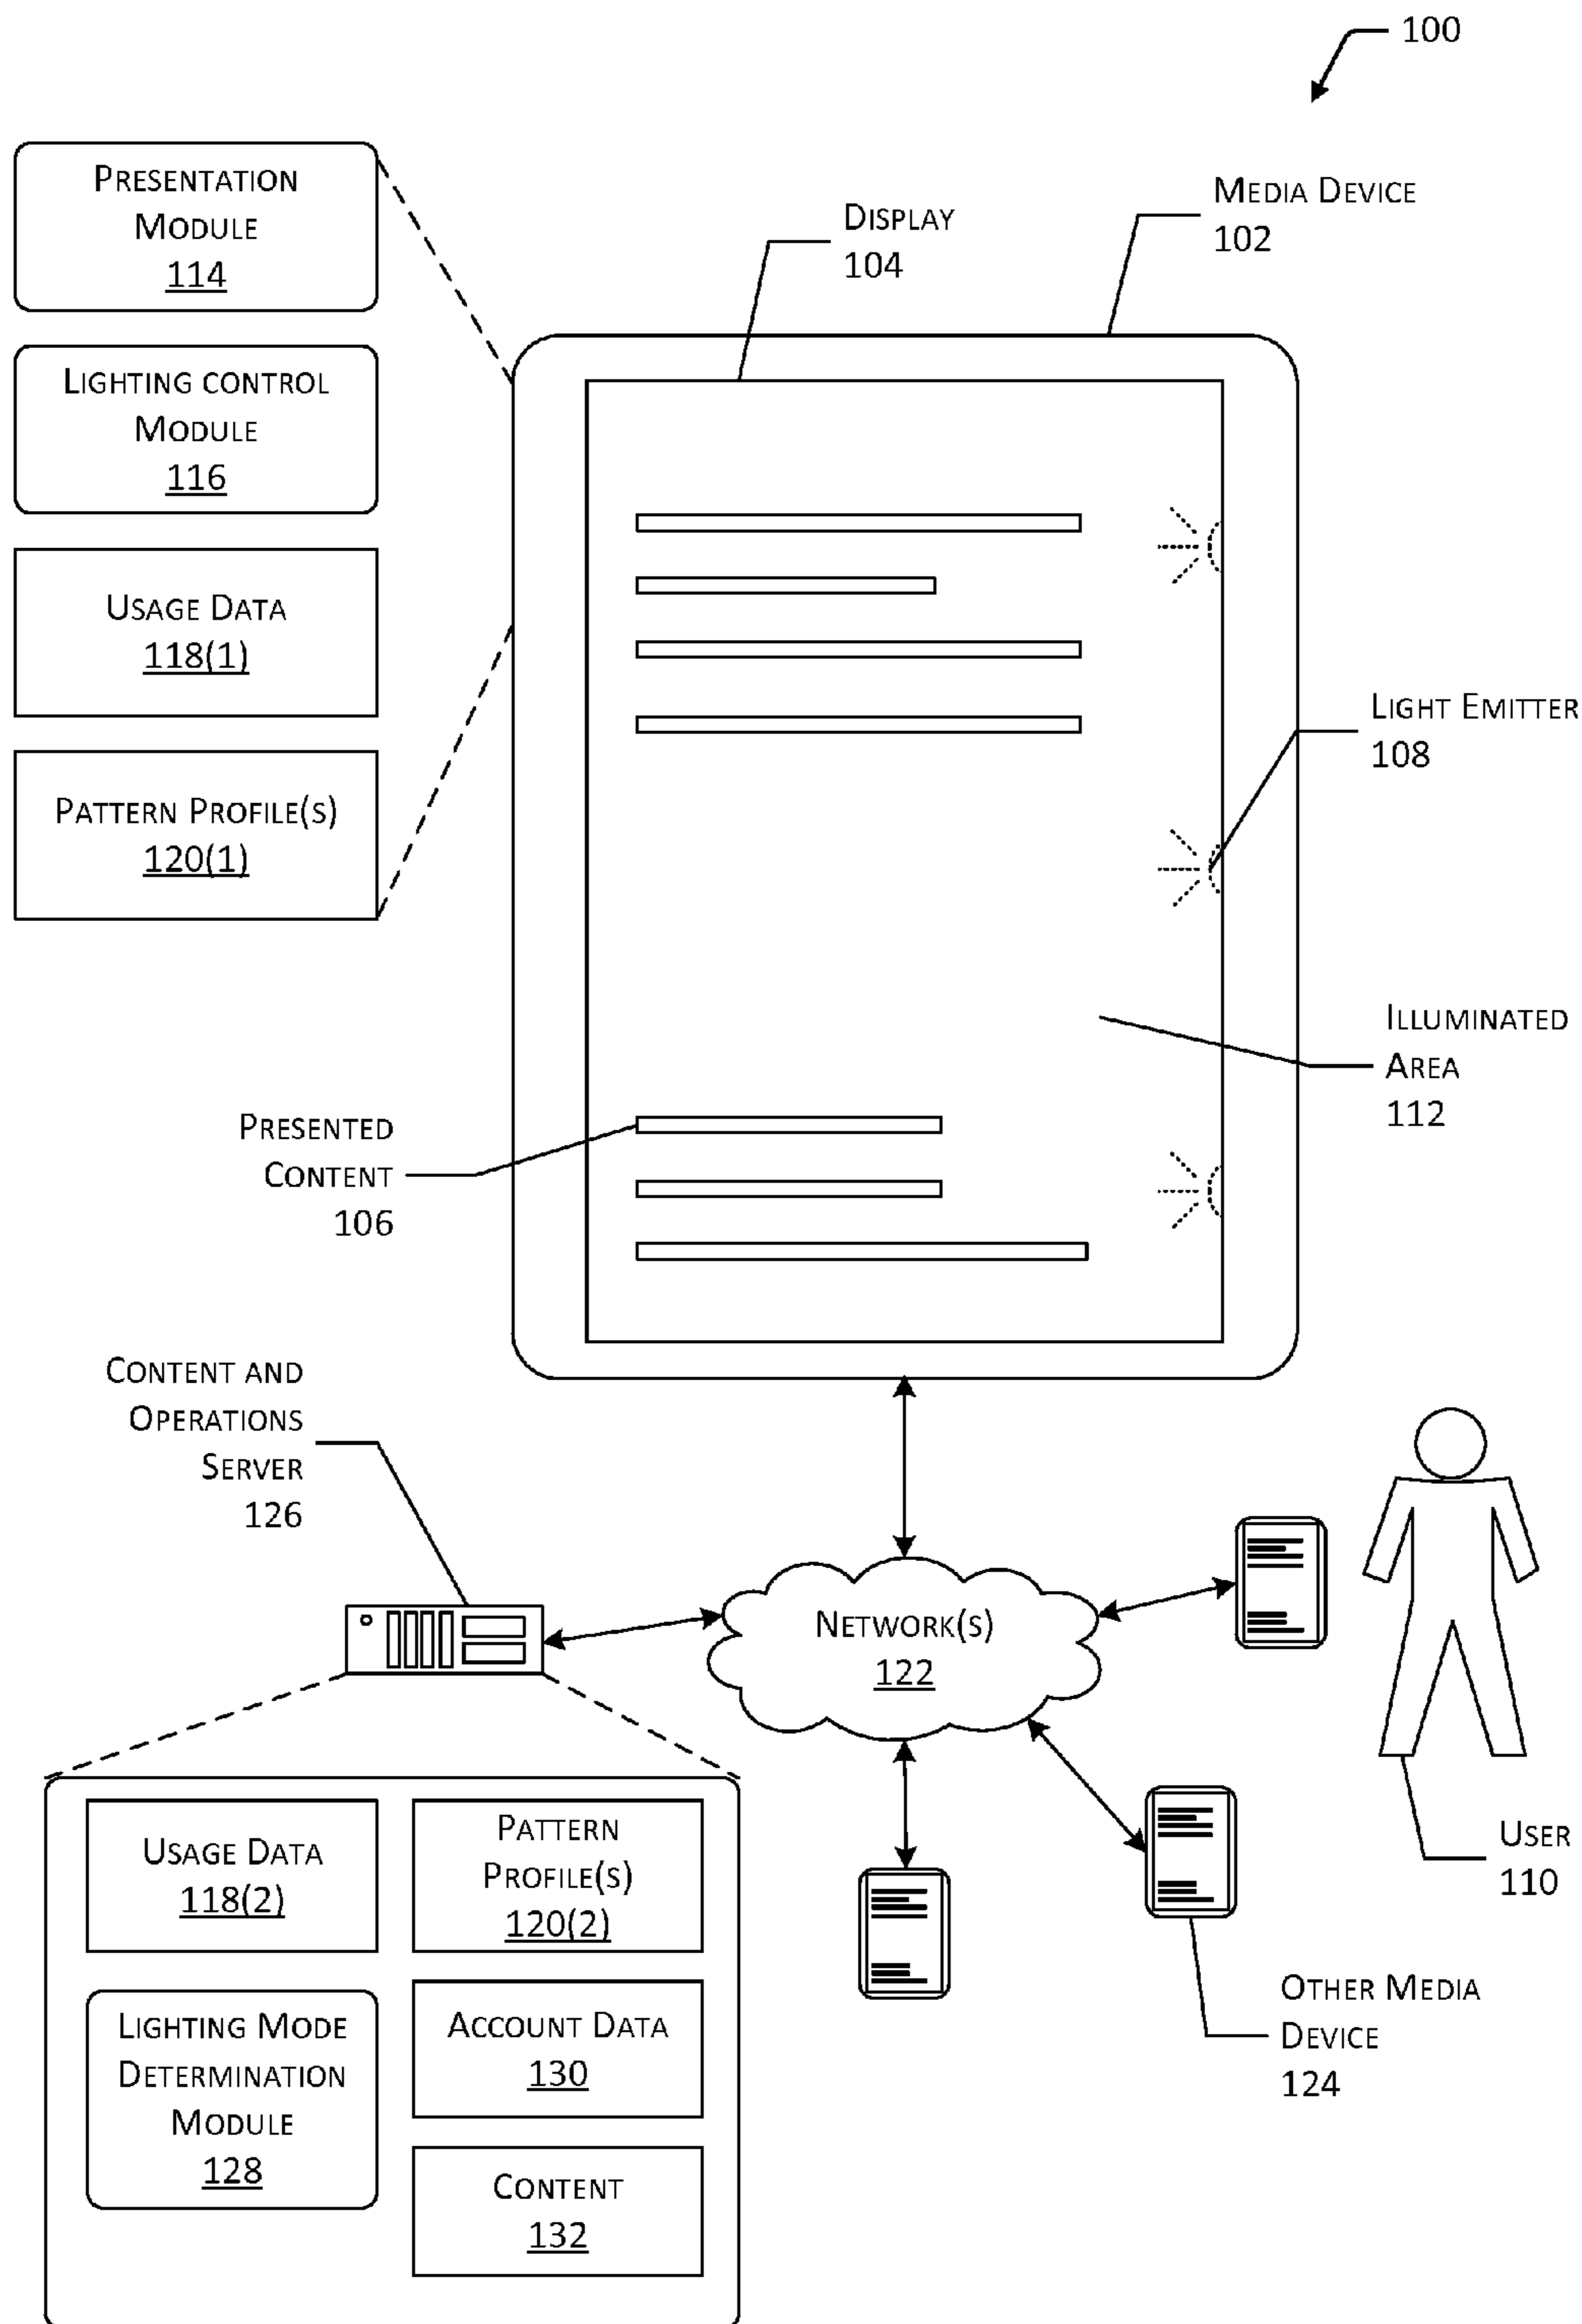 100
PRESENTATION
MODULE
114
LIGHTING CONTROL
MODULE
116
USAGE DATA
118(1)
PATTERN PROFILE(S)
120(1)
DISPLAY
104
MEDIA DEVICE
102
LIGHT EMITTER
108
ILLUMINATED
AREA
112
PRESENTED
CONTENT
106
CONTENT AND
OPERATIONS
SERVER
126
NETWORK(S)
122
USER
110
OTHER MEDIA
DEVICE
124
USAGE DATA
118(2)
PATTERN
PROFILE(S)
120(2)
LIGHTING MODE
DETERMINATION
MODULE
128
ACCOUNT DATA
130
CONTENT
132